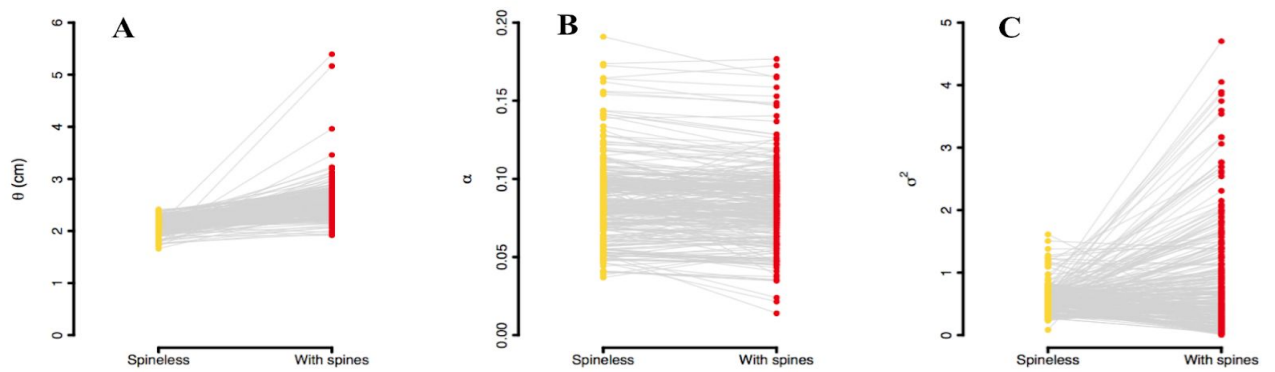 A
θ (cm)
6
5
4
3
2
1
0
Spineless
With spines
B
α
0.20
0.15
0.10
0.05
0.00
Spineless
With spines
C
σ²
5
4
3
2
1
0
Spineless
With spines